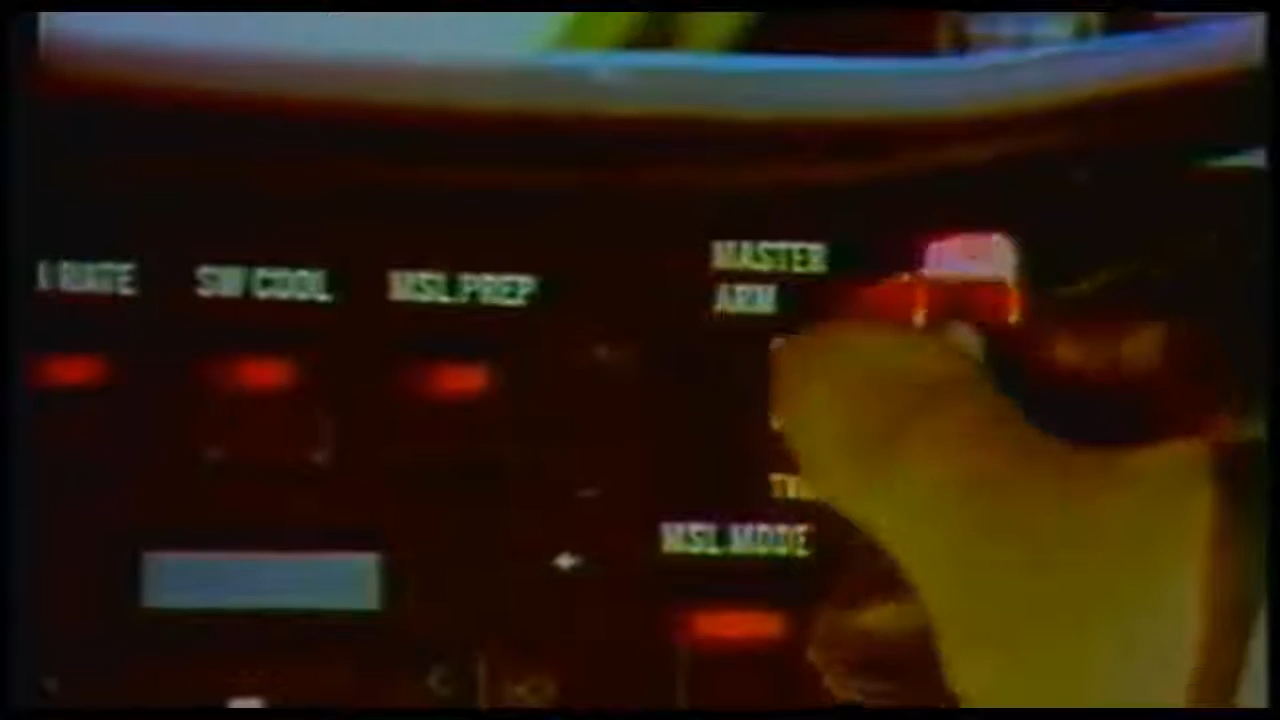 RATE
SW COOL
MSL PREP
MASTER
ARM
MSL MODE